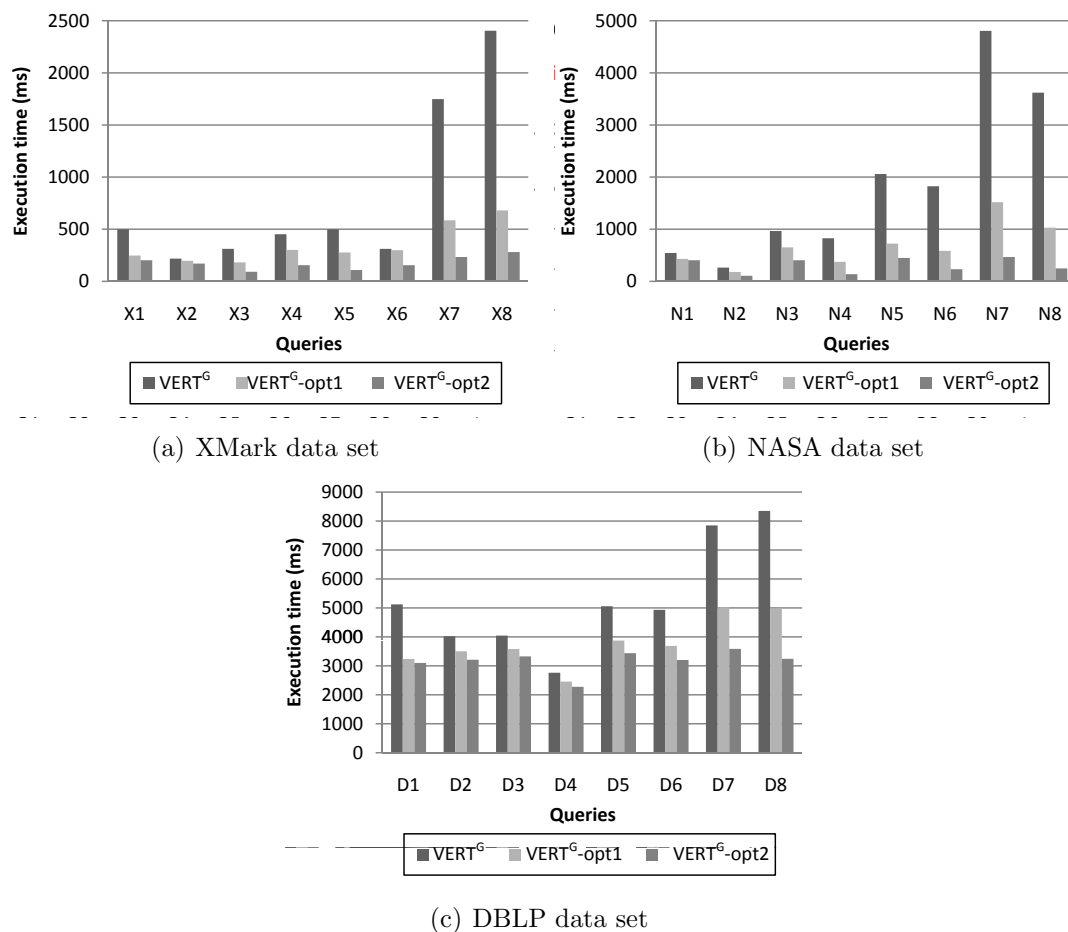 2500
2000
1500
1000
500
0
Execution time (ms)
X1 X2 X3 X4 X5 X6 X7 X8
Queries
VERTG VERTG-opt1 VERTG-opt2
(a) XMark data set
5000
4000
3000
2000
1000
0
Execution time (ms)
N1 N2 N3 N4 N5 N6 N7 N8
Queries
VERTG VERTG-opt1 VERTG-opt2
(b) NASA data set
9000
8000
7000
6000
5000
4000
3000
2000
1000
0
Execution time (ms)
D1 D2 D3 D4 D5 D6 D7 D8
Queries
VERTG VERTG-opt1 VERTG-opt2
(c) DBLP data set